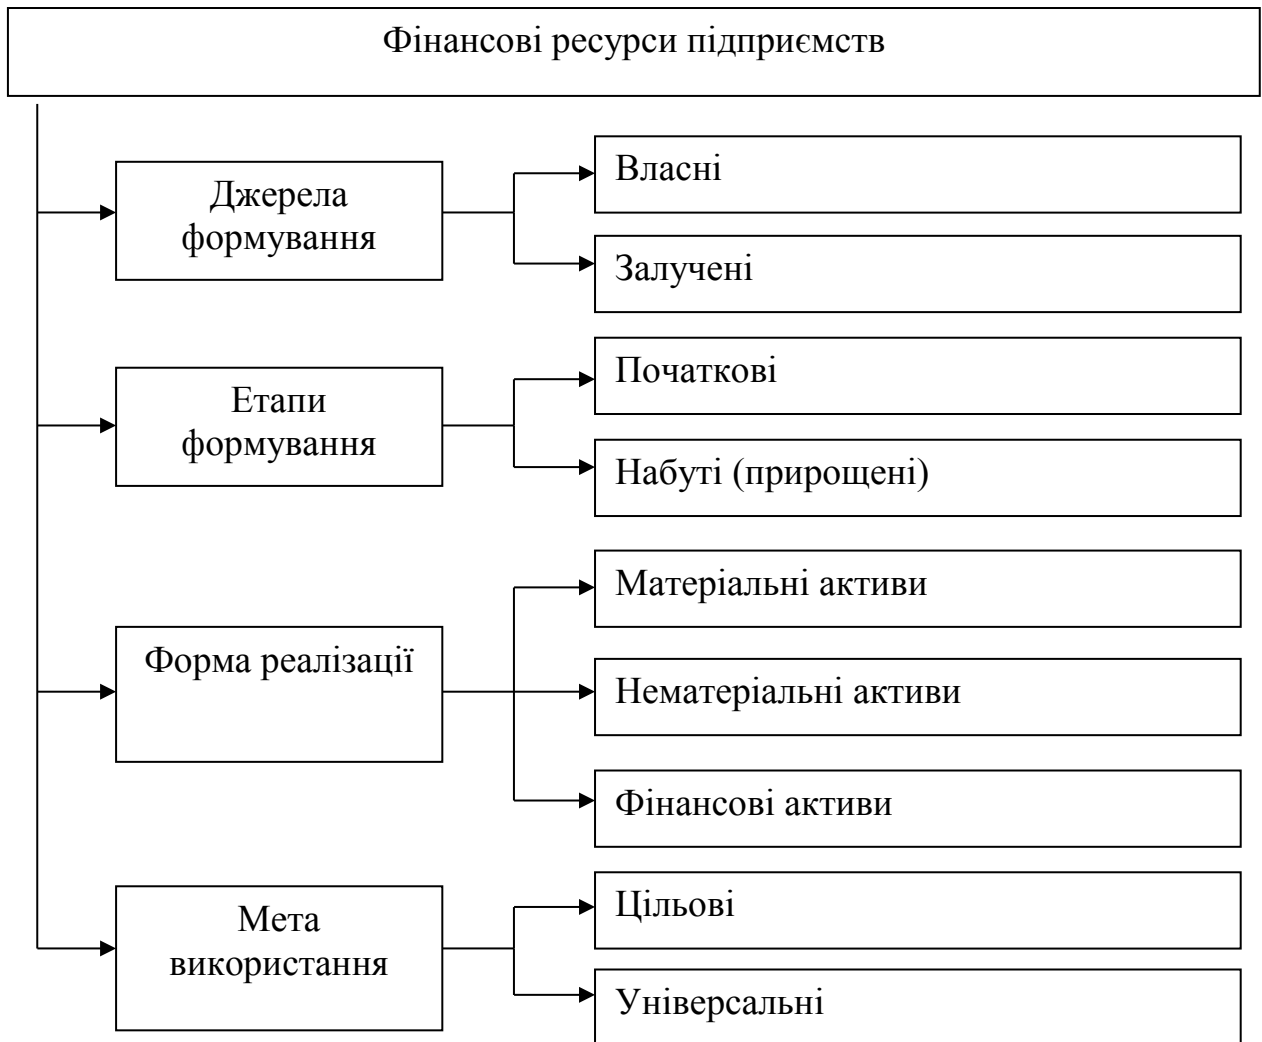 Фінансові ресурси підприємств
Джерела
формування
Власні
Залучені
Етапи
формування
Початкові
Набуті (прирощені)
Форма реалізації
Матеріальні активи
Нематеріальні активи
Фінансові активи
Мета
використання
Цільові
Універсальні